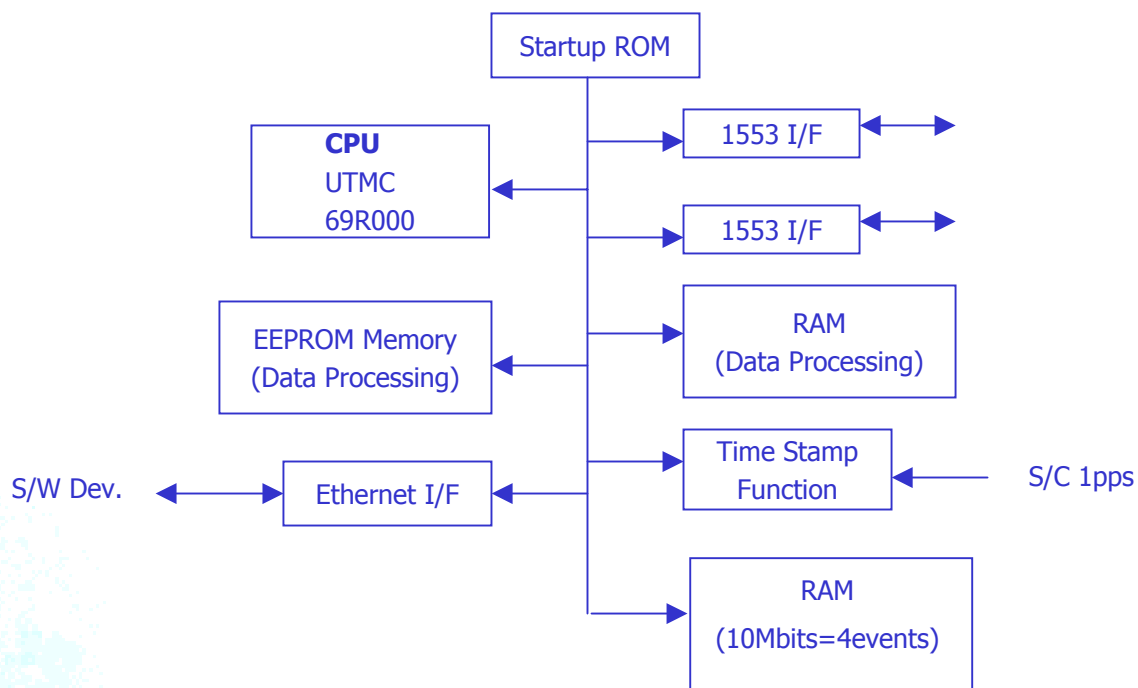 Startup ROM
CPU
UTMC
69R000
1553 I/F
1553 I/F
EEPROM Memory
(Data Processing)
RAM
(Data Processing)
S/W Dev.
Ethernet I/F
Time Stamp
Function
S/C 1pps
RAM
(10Mbits=4events)